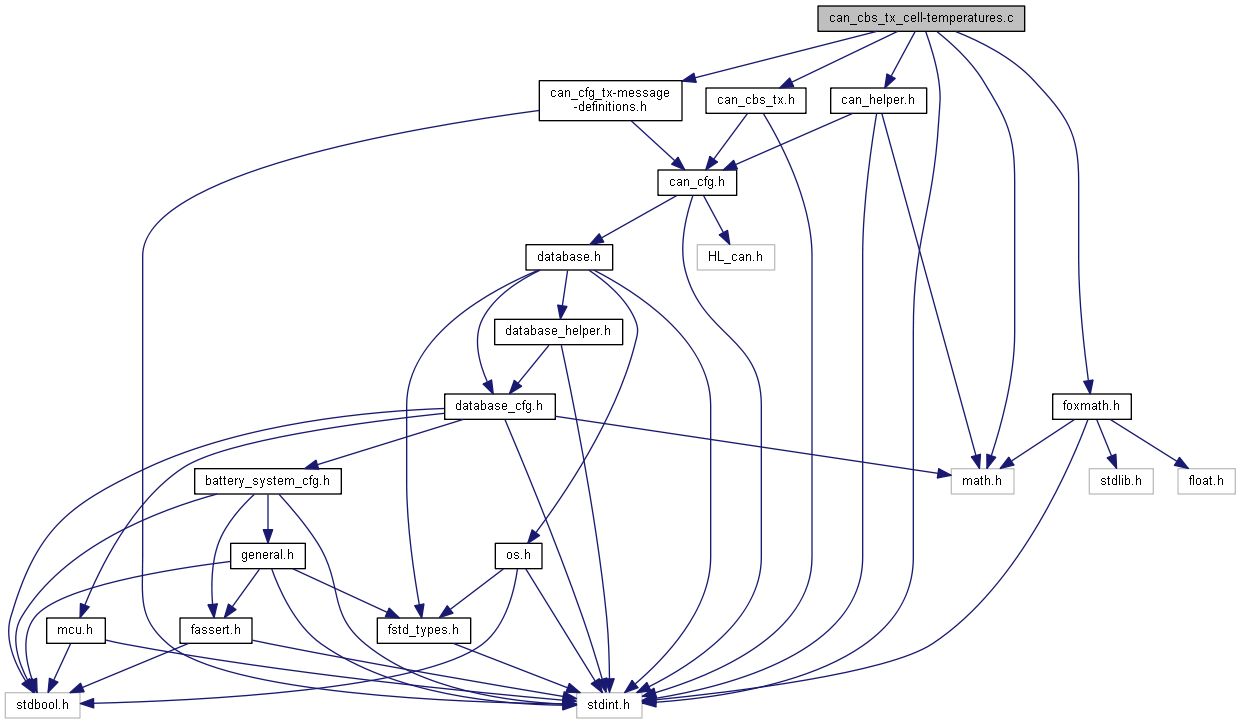 can_cbs_tx_cell-temperatures.c
can_cfg_tx-message
-definitions.h
can_cbs_tx.h
can_helper.h
can_cfg.h
database.h
HL_can.h
database_helper.h
database_cfg.h
foxmath.h
battery_system_cfg.h
math.h
stdlib.h
float.h
general.h
os.h
mcu.h
fassert.h
fstd_types.h
stdbool.h
stdint.h